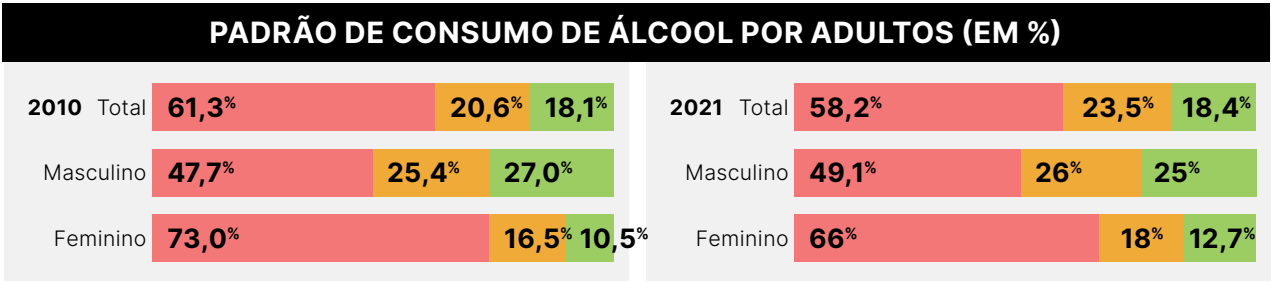 PADRÃO DE CONSUMO DE ÁLCOOL POR ADULTOS (EM %)
2010 Total 61,3% 20,6% 18,1%
Masculino 47,7% 25,4% 27,0%
Feminino 73,0% 16,5% 10,5%
2021 Total 58,2% 23,5% 18,4%
Masculino 49,1% 26% 25%
Feminino 66% 18% 12,7%